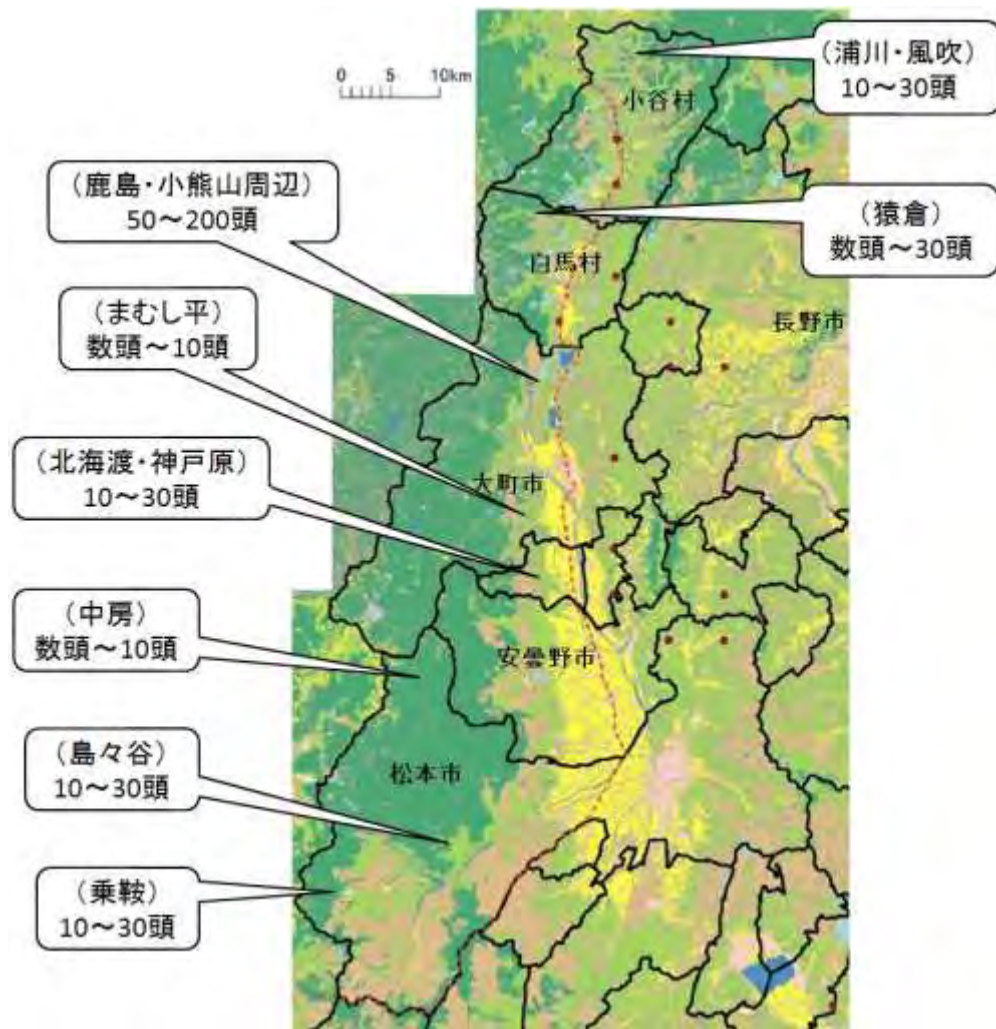 (浦川・風吹)
10～30頭
0 5 10km
小谷村
(鹿島・小熊山周辺)
50～200頭
(猿倉)
数頭～30頭
白馬村
(まむし平)
数頭～10頭
長野市
(北海渡・神戸原)
10～30頭
大町市
(中房)
数頭～10頭
安曇野市
(島々谷)
10～30頭
松本市
(乗鞍)
10～30頭